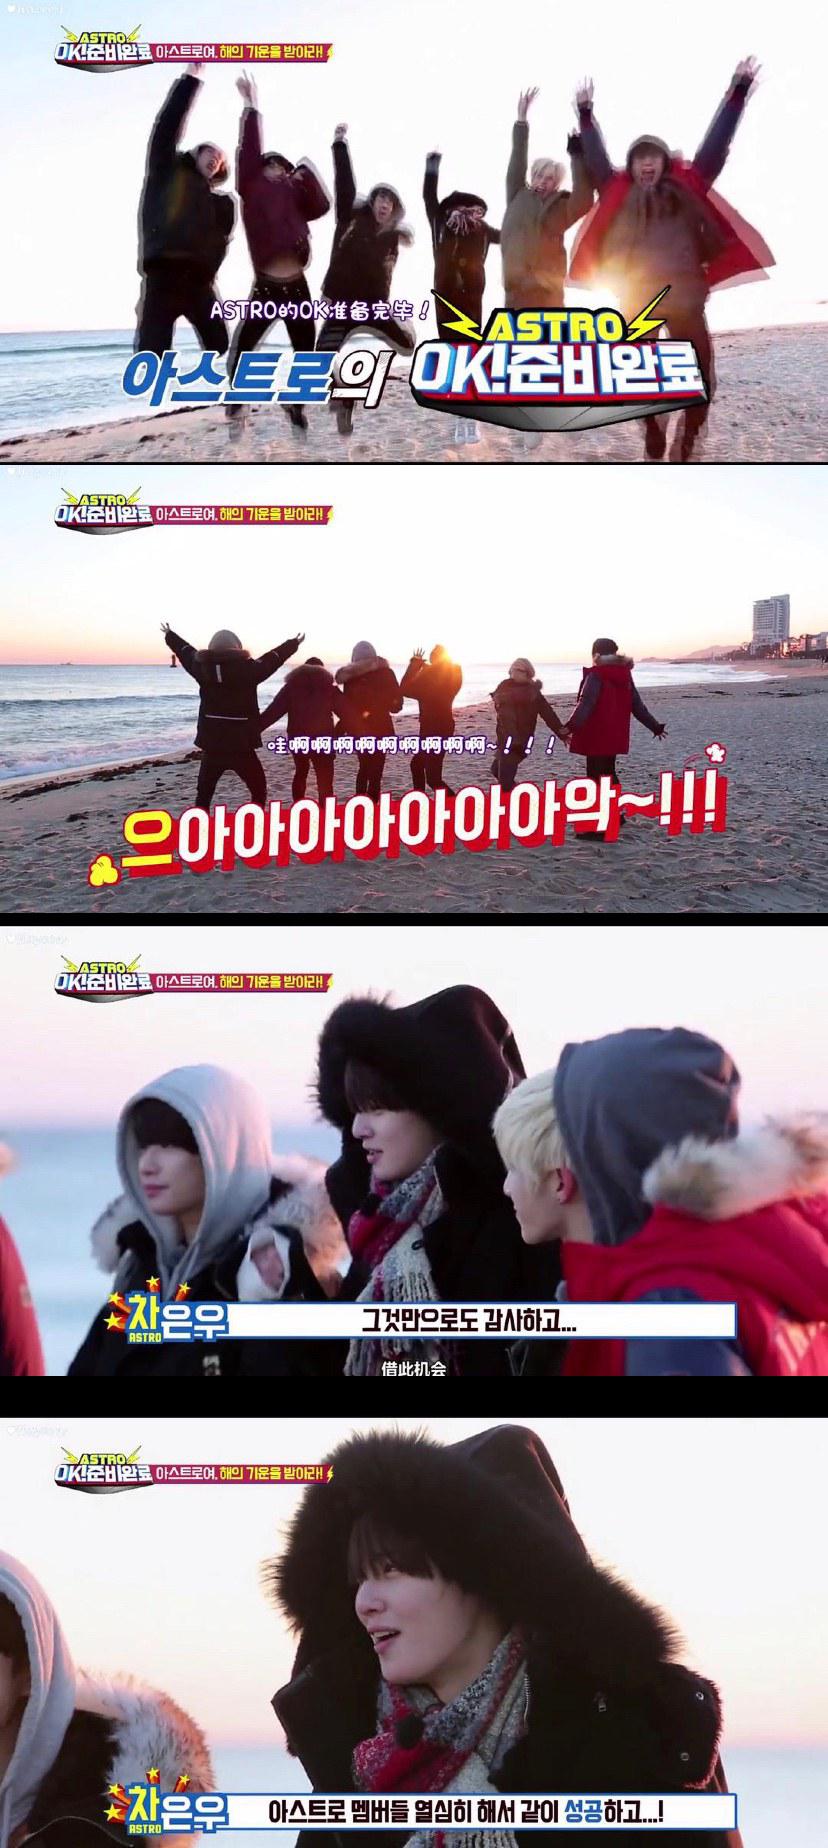 ASTRO
OK!준비완료 아스트로여, 해의 기운을 받아라!
ASTRO的OK准备完毕！
아스트로의
ASTRO
OK!준비완료
ASTRO
OK!준비완료 아스트로여, 해의 기운을 받아라!
哇啊啊啊啊啊啊啊啊啊~！！！
으아아아아아아아악~!!!
ASTRO
OK!준비완료 아스트로여, 해의 기운을 받아라!
차은우
ASTRO
그것만으로도 감사하고...
借此机会
ASTRO
OK!준비완료 아스트로여, 해의 기운을 받아라!
차은우
ASTRO
아스트로 멤버들 열심히 해서 같이 성공하고...!